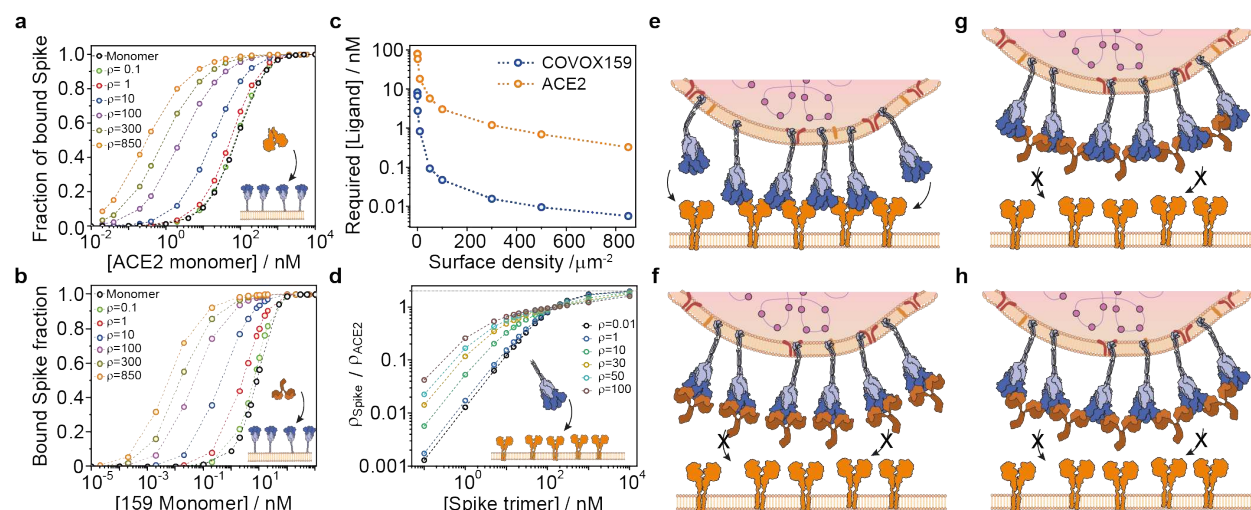 a
Fraction of bound Spike
1.0
0.8
0.6
0.4
0.2
0.0
Monomer
ρ= 0.1
ρ= 1
ρ=10
ρ=100
ρ=300
ρ=850
10⁻²
10⁰
10²
10⁴
[ACE2 monomer] / nM
b
Bound Spike fraction
1.0
0.8
0.6
0.4
0.2
0
Monomer
ρ=0.1
ρ=1
ρ=10
ρ=100
ρ=300
ρ=850
10⁻⁵
10⁻³
10⁻¹
10¹
[159 Monomer] / nM
c
Required [Ligand] / nM
100
10
1
0.1
0.01
COVOX159
ACE2
0
200
400
600
800
Surface density /μm⁻²
d
ρSpike / ρACE2
1
0.1
0.01
0.001
ρ=0.01
ρ=1
ρ=10
ρ=30
ρ=50
ρ=100
10⁰
10²
10⁴
[Spike trimer] / nM
e
f
X
X
g
X
X
h
X
X